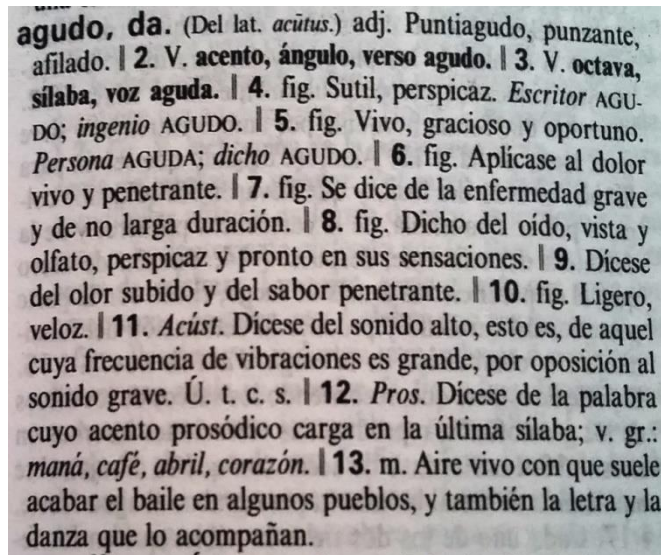 agudo, da. (Del lat. acūtus.) adj. Puntiagudo, punzante,
afilado. | 2. V. acento, ángulo, verso agudo. | 3. V. octava,
sílaba, voz aguda. | 4. fig. Sutil, perspicaz. Escritor AGU-
DO; ingenio AGUDO. | 5. fig. Vivo, gracioso y oportuno.
Persona AGUDA; dicho AGUDO. | 6. fig. Aplícase al dolor
vivo y penetrante. | 7. fig. Se dice de la enfermedad grave
y de no larga duración. | 8. fig. Dicho del oído, vista y
olfato, perspicaz y pronto en sus sensaciones. | 9. Dícese
del olor subido y del sabor penetrante. | 10. fig. Ligero,
veloz. | 11. Acúst. Dícese del sonido alto, esto es, de aquel
cuya frecuencia de vibraciones es grande, por oposición al
sonido grave. Ú. t. c. s. | 12. Pros. Dícese de la palabra
cuyo acento prosódico carga en la última sílaba; v. gr.:
maná, café, abril, corazón. | 13. m. Aire vivo con que suele
acabar el baile en algunos pueblos, y también la letra y la
danza que lo acompañan.